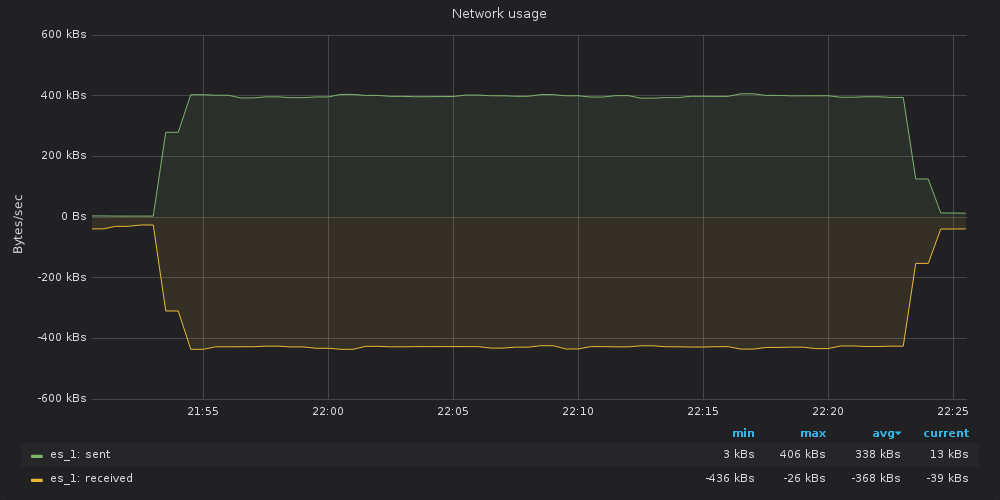 Network usage
600 kBs
400 kBs
200 kBs
0 Bs
-200 kBs
-400 kBs
-600 kBs
Bytes/sec
21:55 22:00 22:05 22:10 22:15 22:20 22:25
min max avg current
es_1: sent 3 kBs 406 kBs 338 kBs 13 kBs
es_1: received -436 kBs -26 kBs -368 kBs -39 kBs